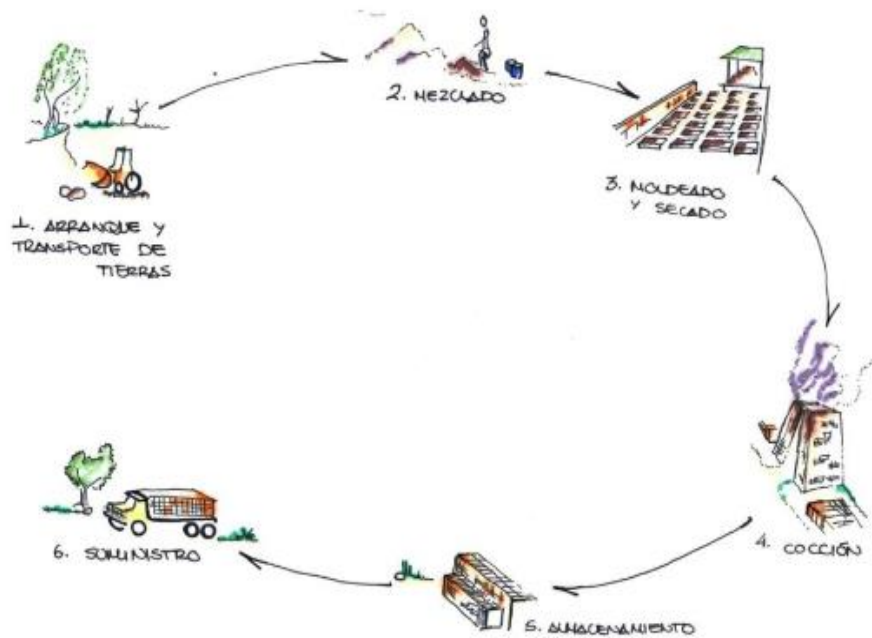 1. ARRANQUE Y
TRANSPORTE DE
TIERRAS
2. MEZCLADO
3. MOLDEADO
Y SECADO
4. COCCIÓN
5. ALMACENAMIENTO
6. SUMINISTRO